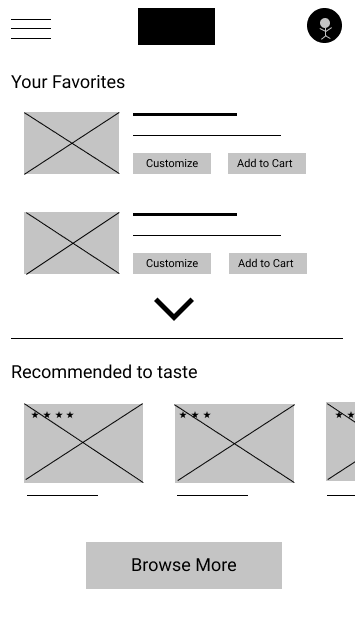 Your Favorites
Customize
Add to Cart
Customize
Add to Cart
Recommended to taste
Browse More